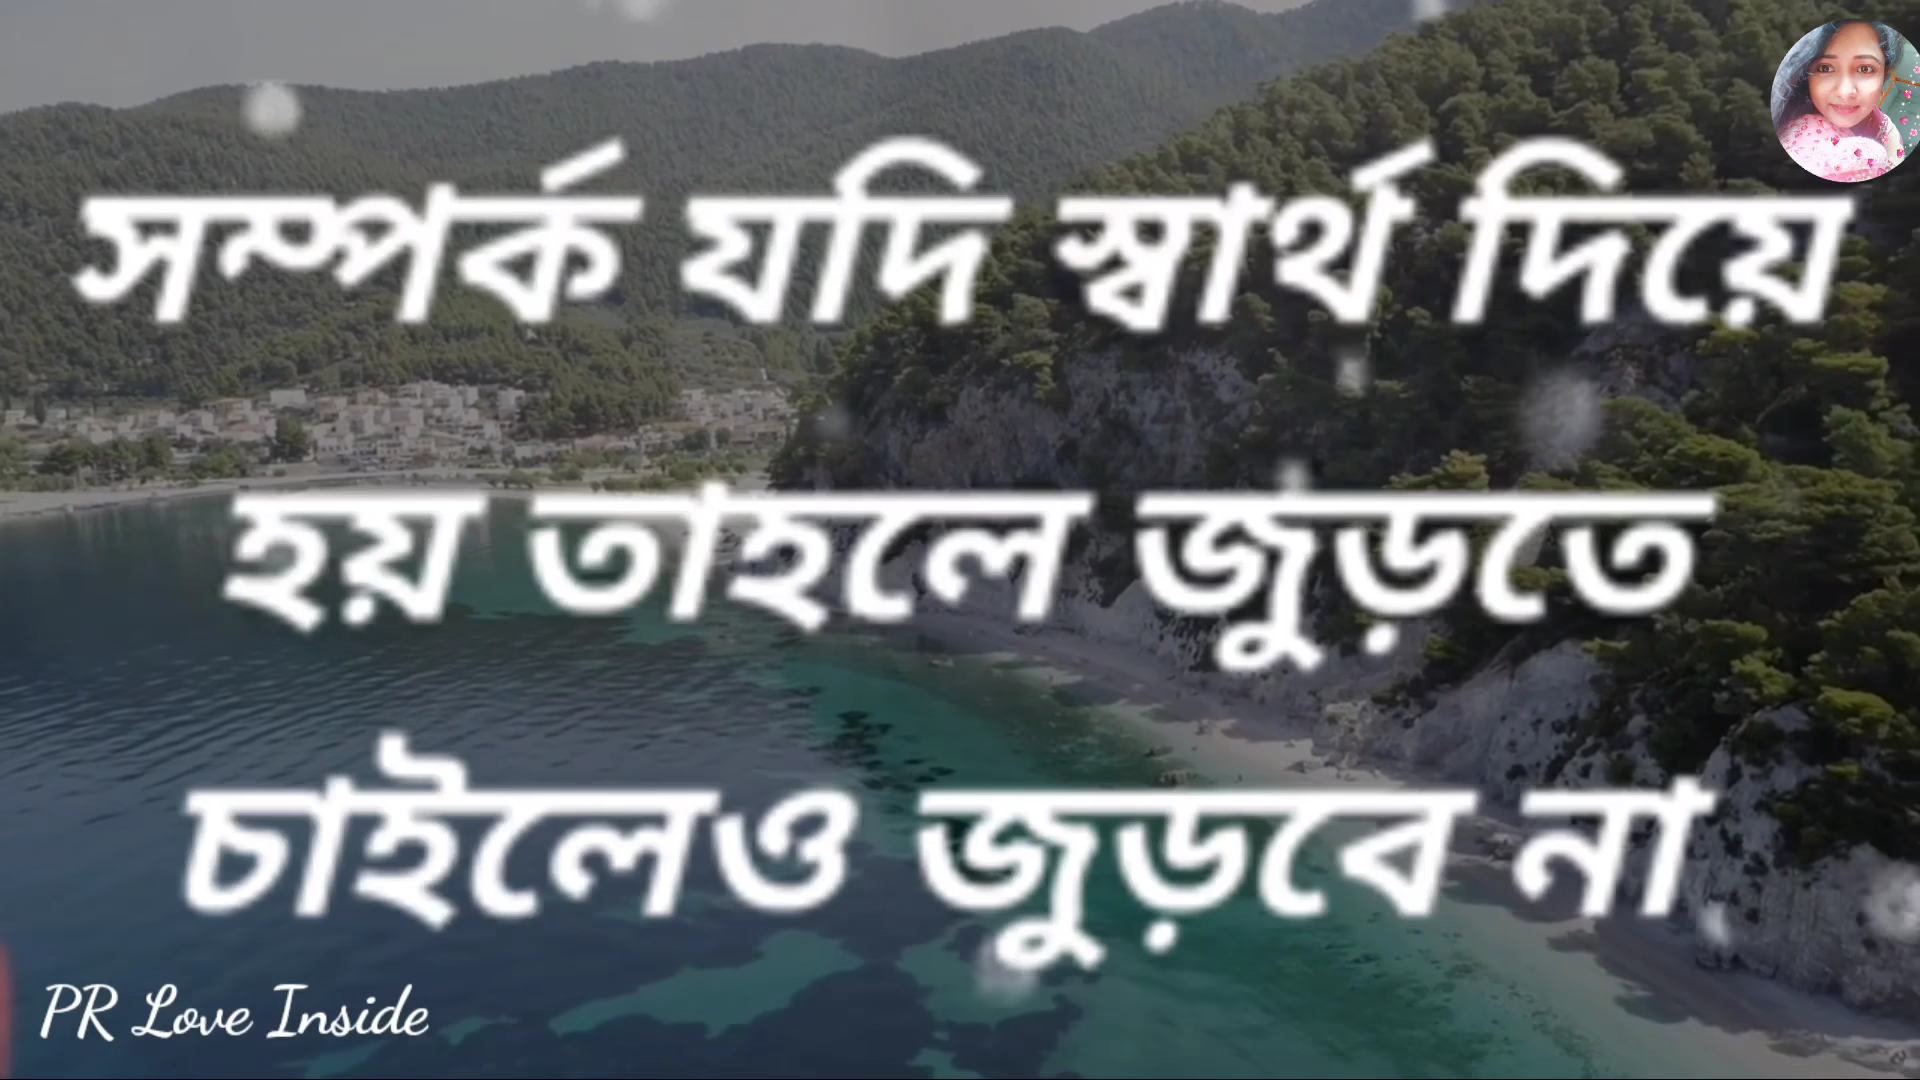 সম্পর্ক যদি স্বার্থ দিয়ে
হয় তাহলে জুড়তে
চাইলেও জুড়বে না
PR Love Inside